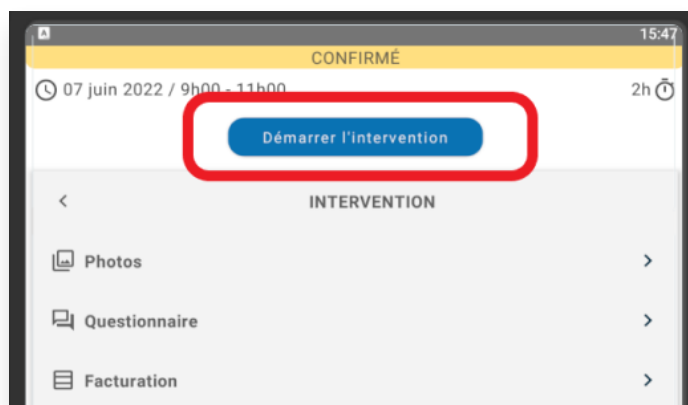 A
15:47
CONFIRMÉ
07 juin 2022 / 9h00 - 11h00
2h
Démarrer l'intervention
INTERVENTION
Photos
Questionnaire
Facturation